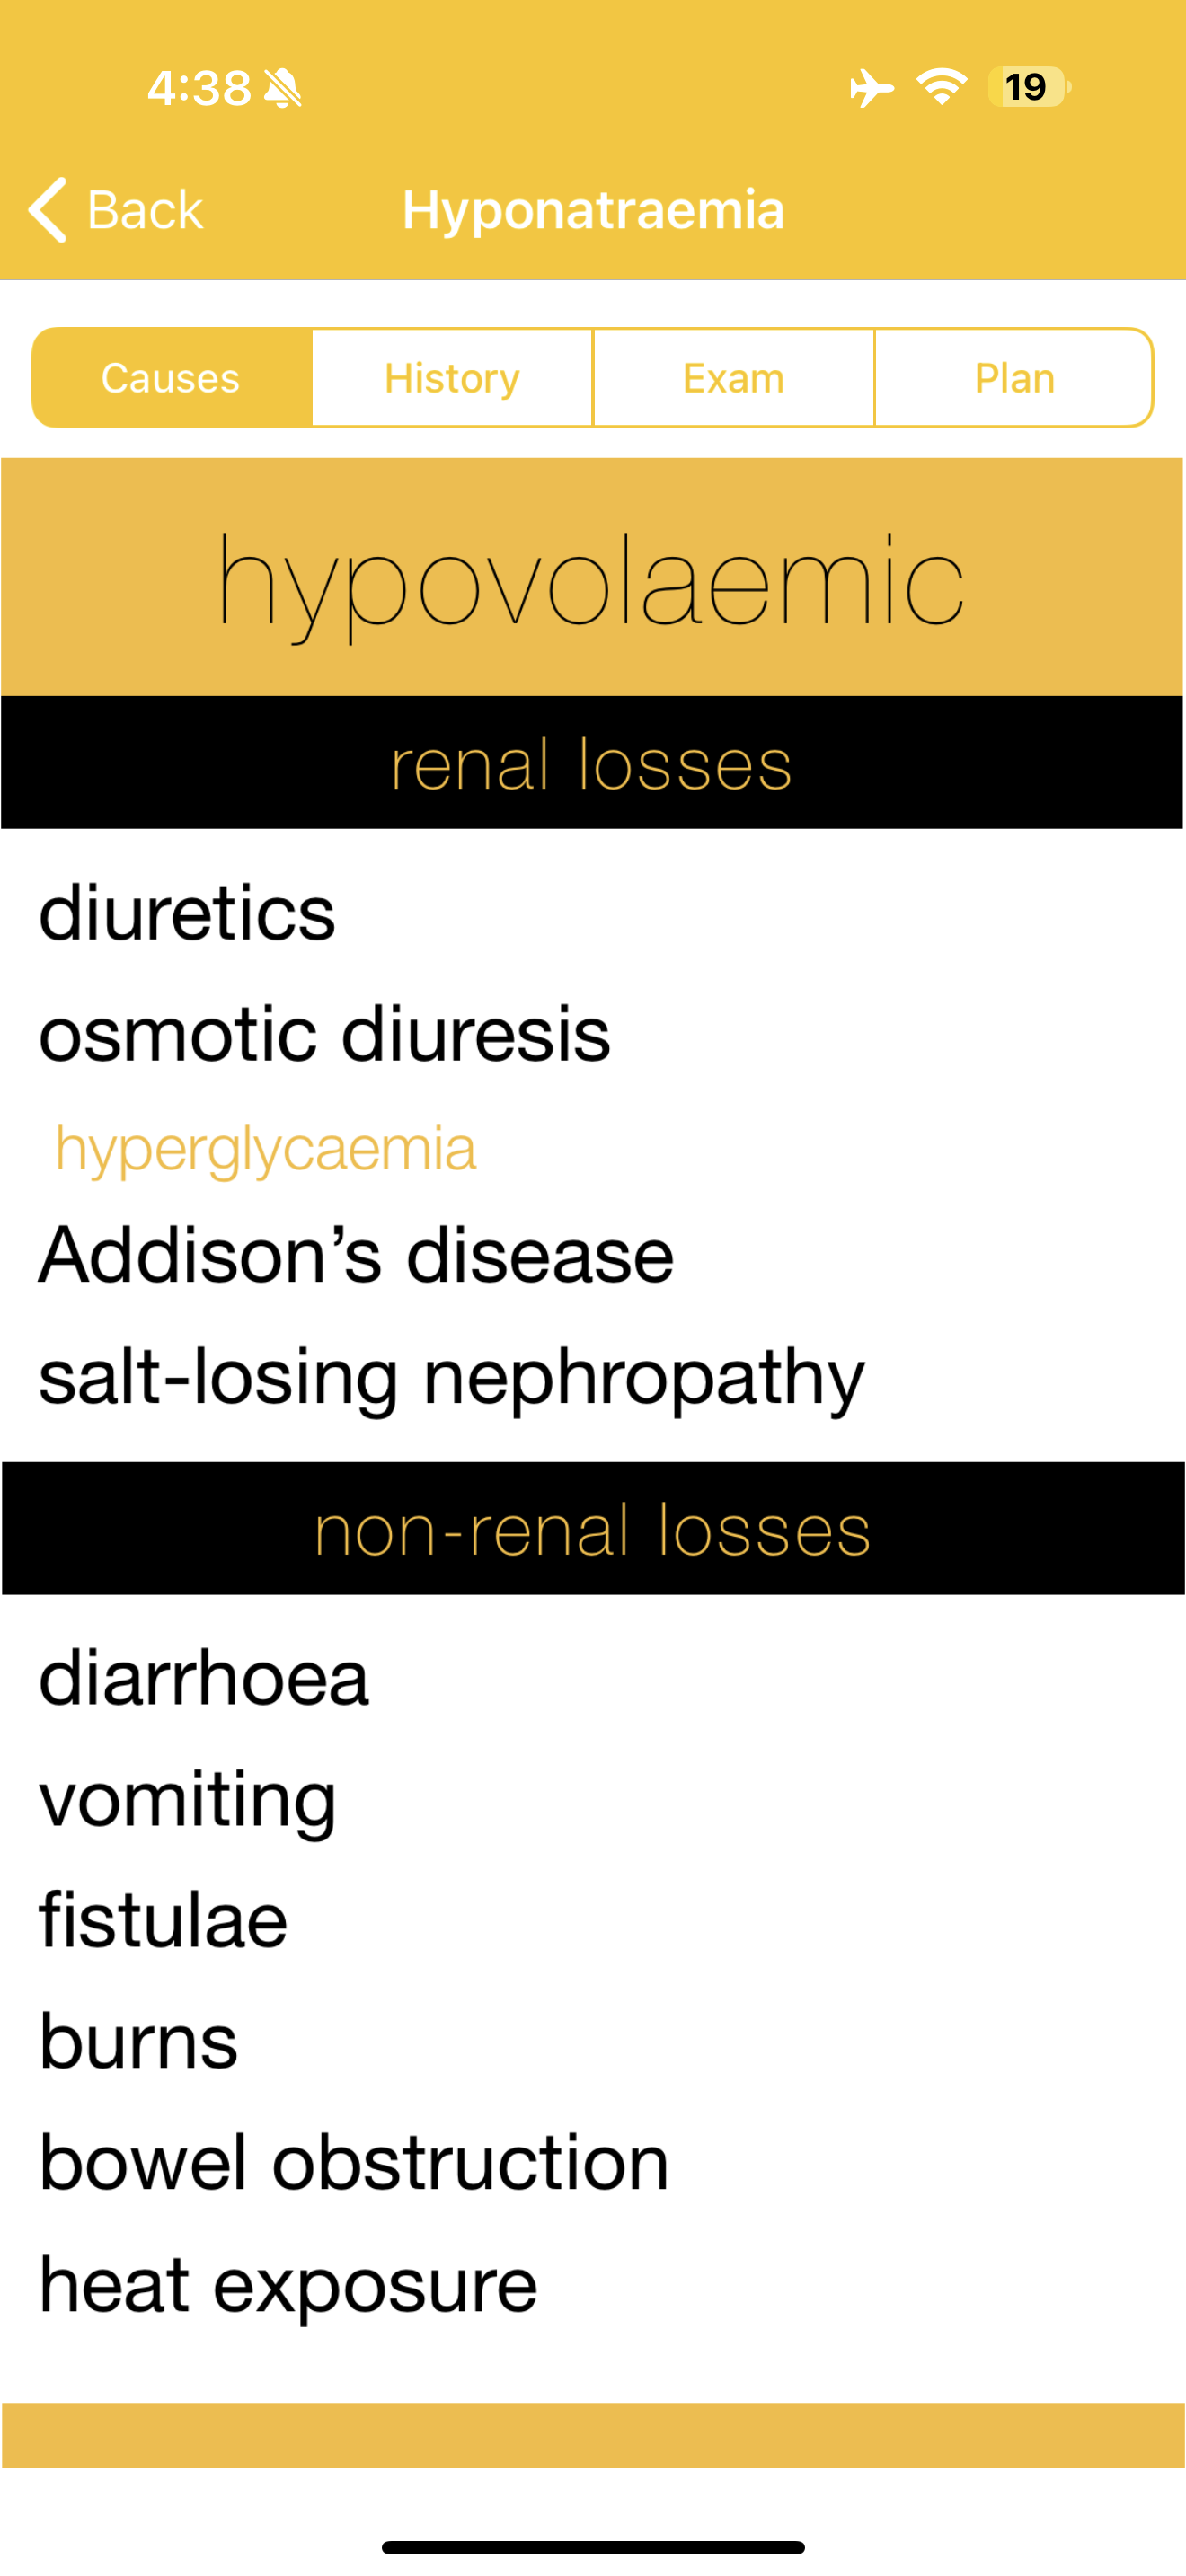 4:38
19
Back
Hyponatraemia
Causes
History
Exam
Plan
hypovolaemic
renal losses
diuretics
osmotic diuresis
hyperglycaemia
Addison’s disease
salt-losing nephropathy
non-renal losses
diarrhoea
vomiting
fistulae
burns
bowel obstruction
heat exposure